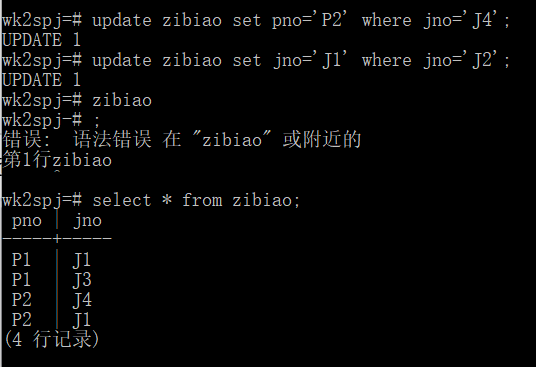 wk2spj=# update zibiao set pno='P2' where jno='J4';
UPDATE 1
wk2spj=# update zibiao set jno='J1' where jno='J2';
UPDATE 1
wk2spj=# zibiao
wk2spj-# ;
错误:  语法错误 在 "zibiao" 或附近的
第1行zibiao
^
wk2spj=# select * from zibiao;
 pno | jno
-----+-----
 P1  | J1
 P1  | J3
 P2  | J4
 P2  | J1
(4 行记录)